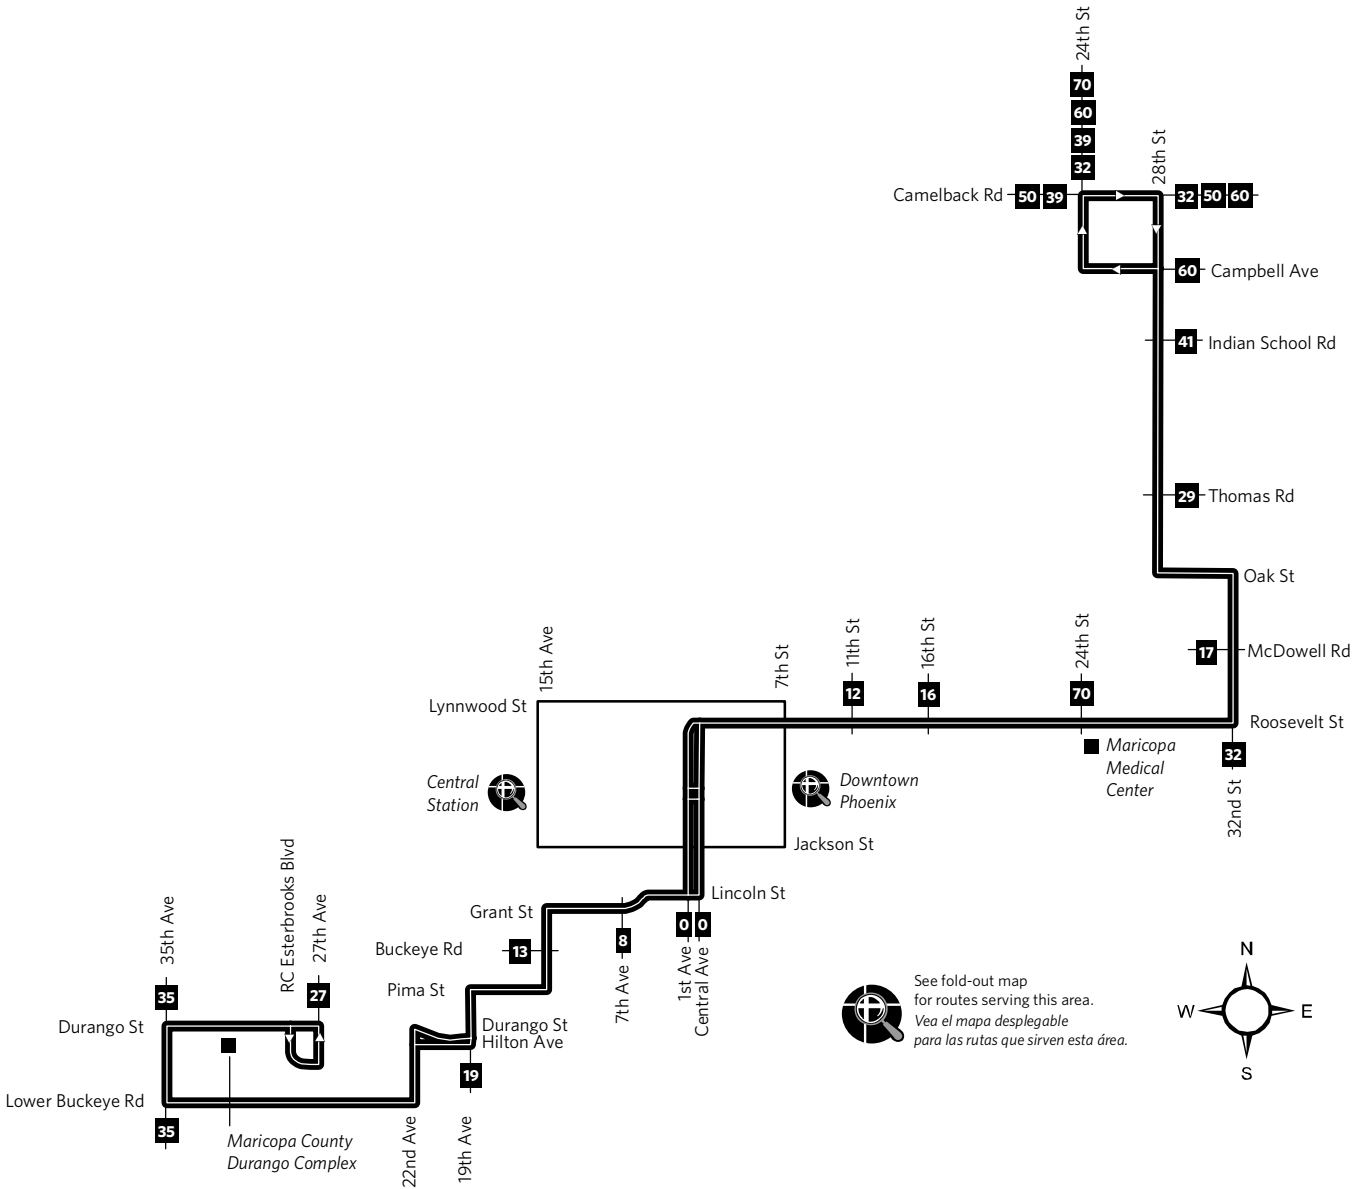 24th St
70
60
39
32
28th St
Camelback Rd
50
39
32
50
60
60
Campbell Ave
41
Indian School Rd
29
Thomas Rd
Oak St
17
McDowell Rd
15th Ave
7th St
11th St
16th St
24th St
12
16
70
Lynnwood St
Roosevelt St
Maricopa
Medical
Center
32
32nd St
Central
Station
Downtown
Phoenix
Jackson St
Lincoln St
Grant St
0
0
8
1st Ave
Central Ave
7th Ave
Buckeye Rd
13
Pima St
35th Ave
RC Esterbrooks Blvd
27th Ave
35
27
Durango St
Durango St
Hilton Ave
19
Lower Buckeye Rd
35
Maricopa County
Durango Complex
22nd Ave
19th Ave
See fold-out map
for routes serving this area.
Vea el mapa desplegable
para las rutas que sirven esta área.
N
W
E
S